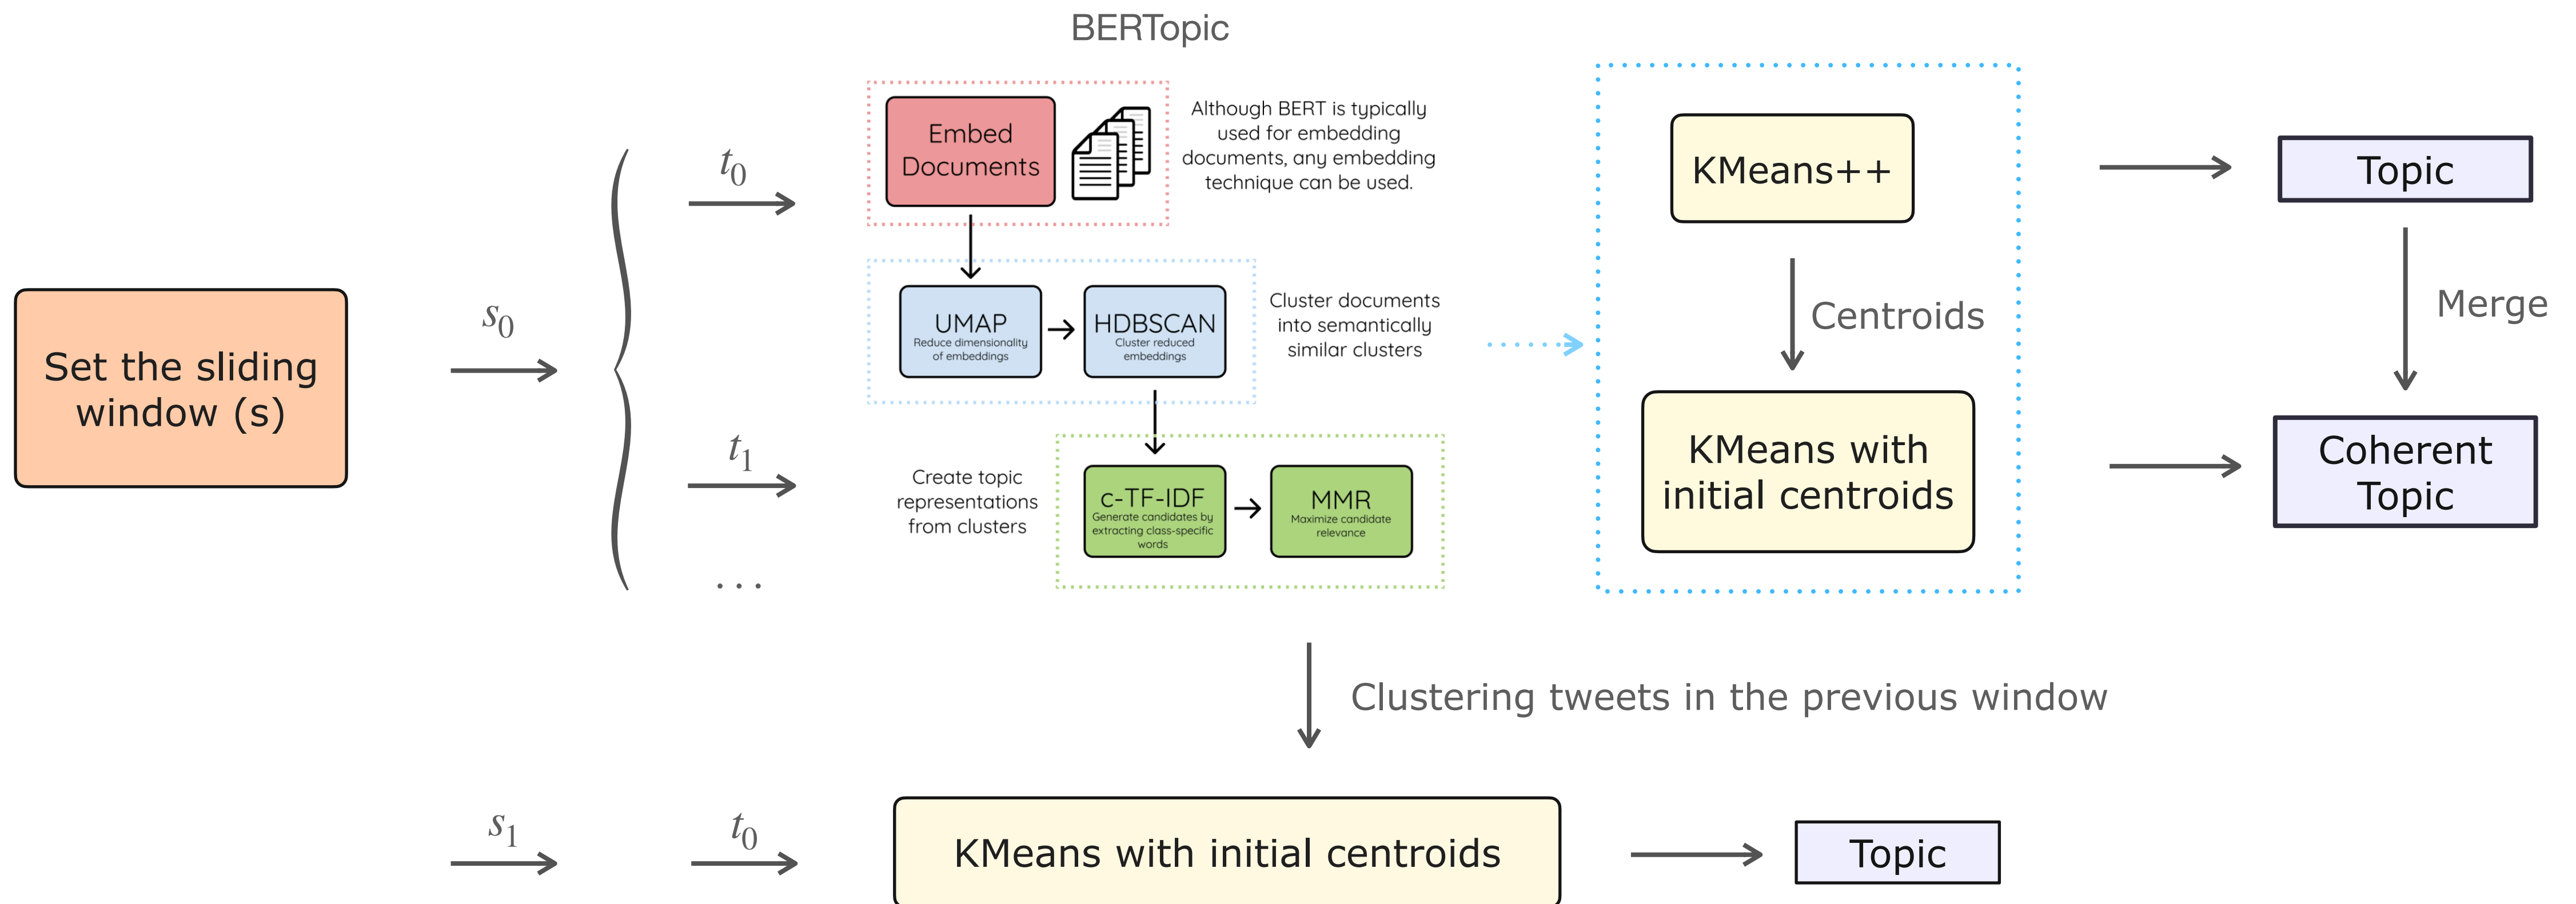 BERTopic
Set the sliding
window (s)
s0
t0
t1
...
Embed
Documents
Although BERT is typically
used for embedding
documents, any embedding
technique can be used.
UMAP
Reduce dimensionality
of embeddings
HDBSCAN
Cluster reduced
embeddings
Cluster documents
into semantically
similar clusters
Create topic
representations
from clusters
c-TF-IDF
Generate candidates by
extracting class-specific
words
MMR
Maximize candidate
relevance
KMeans++
Centroids
KMeans with
initial centroids
Topic
Merge
Coherent
Topic
Clustering tweets in the previous window
s1
t0
KMeans with initial centroids
Topic